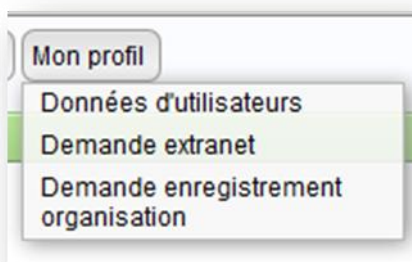 Mon profil
Données d'utilisateurs
Demande extranet
Demande enregistrement
organisation